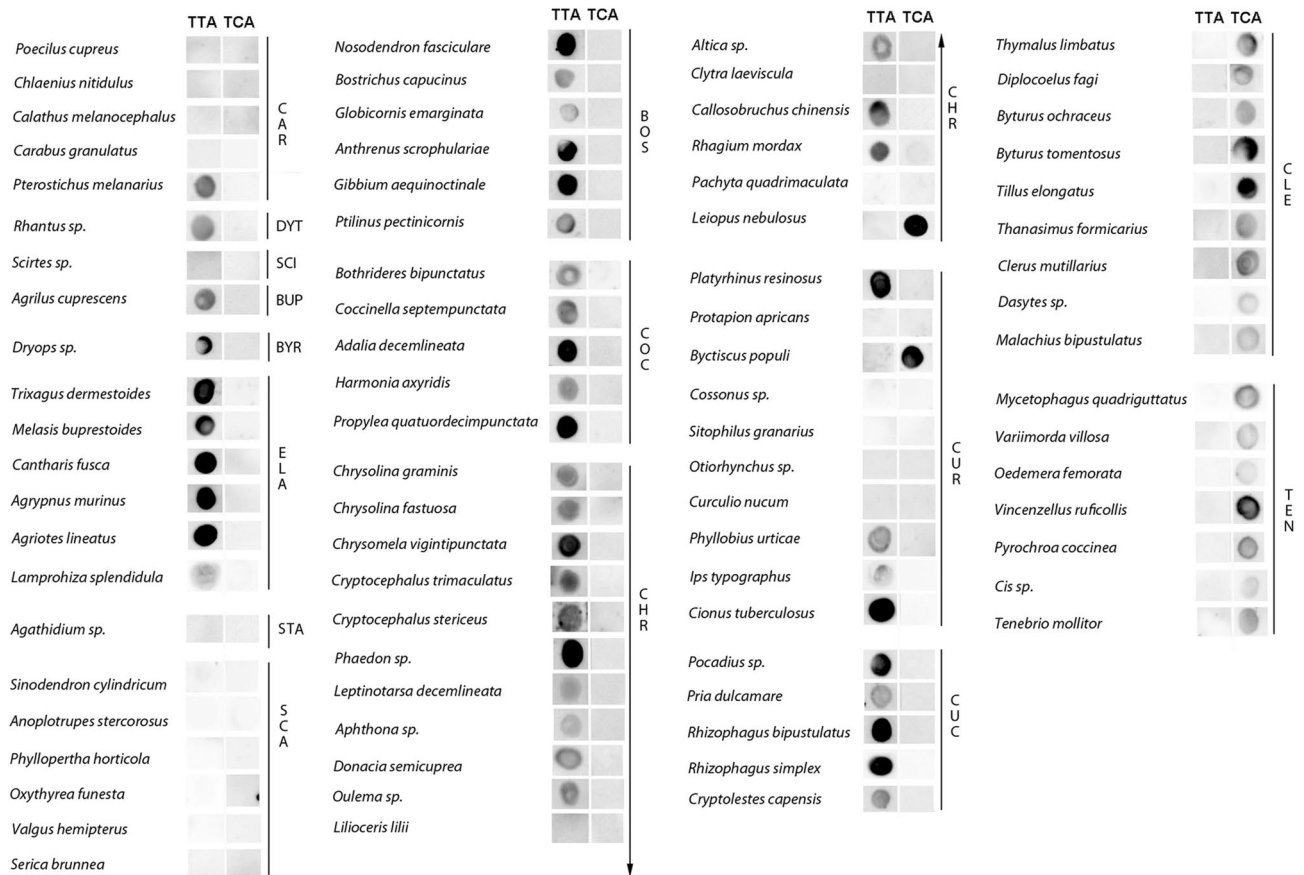 TTA TCA
Poecilus cupreus
Chlaenius nitidulus
Calathus melanocephalus
Carabus granulatus
Pterostichus melanarius
CAR
Rhantus sp.
DYT
Scirtes sp.
SCI
Agrilus cuprescens
BUP
Dryops sp.
BYR
Trixagus dermestoides
Melasis buprestoides
Cantharis fusca
Agrypnus murinus
Agriotes lineatus
Lamprohiza splendidula
ELA
Agathidium sp.
STA
Sinodendron cylindricum
Anoplotrupes stercorosus
Phyllopertha horticola
Oxythyrea funesta
Valgus hemipterus
Serica brunnea
SCA
TTA TCA
Nosodendron fasciculare
Bostrichus capucinus
Globicornis emarginata
Anthrenus scrophulariae
Gibbium aequinoctinale
Ptilinus pectinicornis
BOS
Bothrideres bipunctatus
Coccinella septempunctata
Adalia decemlineata
Harmonia axyridis
Propylea quatuordecimpunctata
COC
Chrysolina graminis
Chrysolina fastuosa
Chrysomela vigintipunctata
Cryptocephalus trimaculatus
Cryptocephalus stericeus
Phaedon sp.
Leptinotarsa decemlineata
Aphthona sp.
Donacia semicuprea
Oulema sp.
Lilioceris lilii
CHR
TTA TCA
Altica sp.
Clytra laeviscula
Callosobruchus chinensis
Rhagium mordax
Pachyta quadrimaculata
Leiopus nebulosus
CHR
Platyrhinus resinosus
Protapion apricans
Byctiscus populi
Cossonus sp.
Sitophilus granarius
Otiorhynchus sp.
Curculio nucum
Phyllobius urticae
Ips typographus
Cionus tuberculosus
CUR
Pocadius sp.
Pria dulcamare
Rhizophagus bipustulatus
Rhizophagus simplex
Cryptolestes capensis
CUC
TTA TCA
Thymalus limbatus
Diplocoelus fagi
Byturus ochraceus
Byturus tomentosus
Tillus elongatus
Thanasimus formicarius
Clerus mutillarius
Dasytes sp.
Malachius bipustulatus
CLE
Mycetophagus quadriguttatus
Variimorda villosa
Oedemera femorata
Vincenzellus ruficollis
Pyrochroa coccinea
Cis sp.
Tenebrio mollitor
TEN